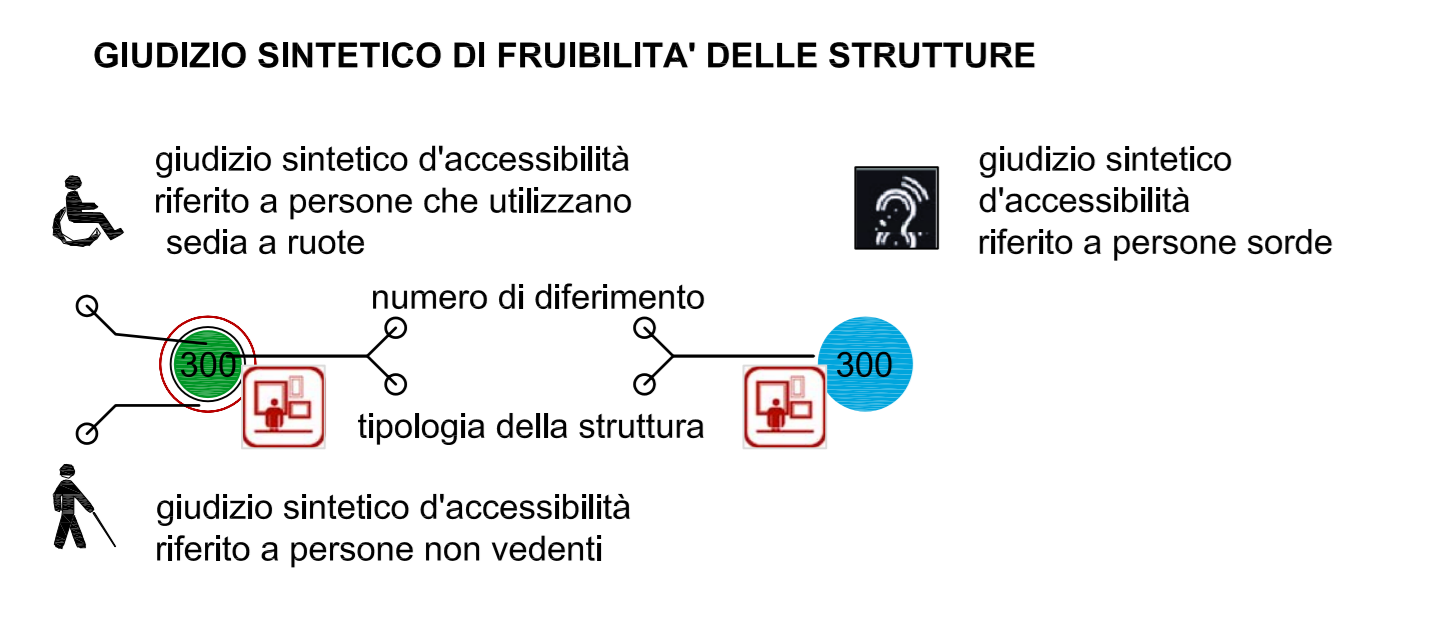 GIUDIZIO SINTETICO DI FRUIBILITA' DELLE STRUTTURE
giudizio sintetico d'accessibilità
riferito a persone che utilizzano
sedia a ruote
giudizio sintetico
d'accessibilità
riferito a persone sorde
numero di diferimento
300
300
tipologia della struttura
giudizio sintetico d'accessibilità
riferito a persone non vedenti